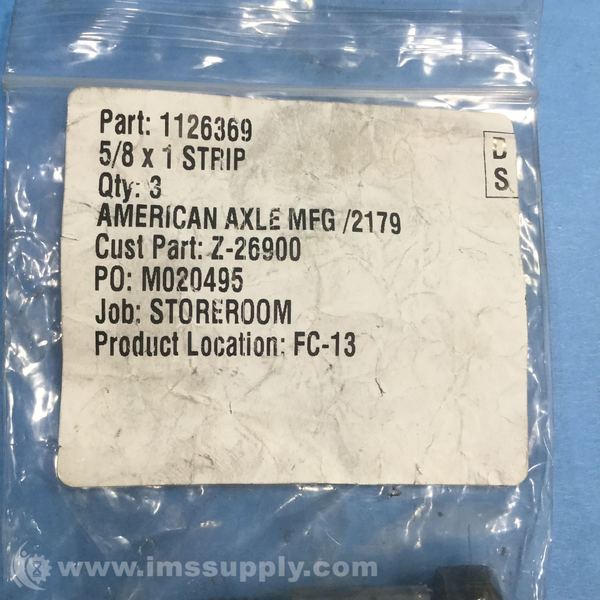 Part: 1126369
5/8 x 1 STRIP
Qty: 3
AMERICAN AXLE MFG /2179
Cust Part: Z-26900
PO: M020495
Job: STOREROOM
Product Location: FC-13
D
S
www.imssupply.com